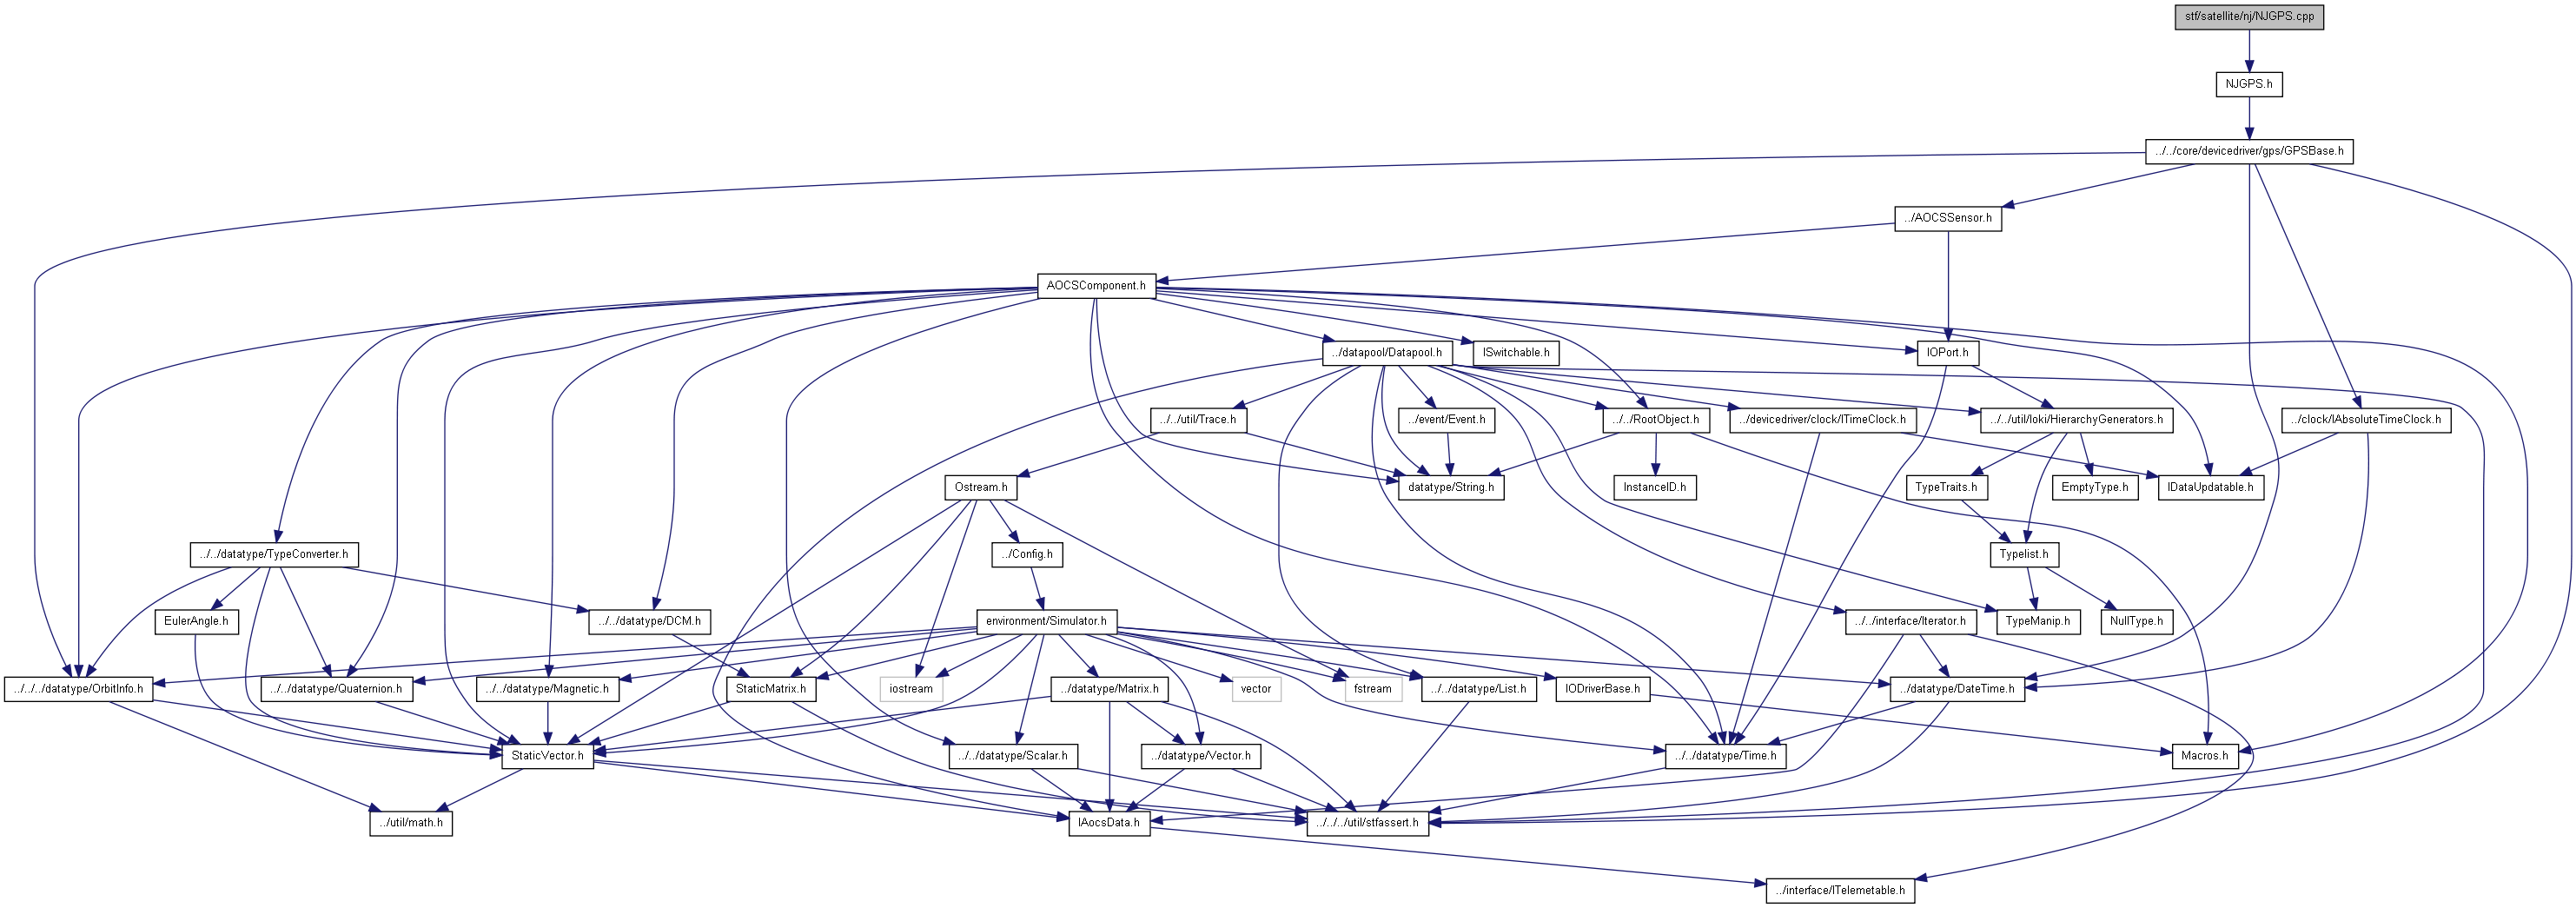 stf/satellite/nj/NJGPS.cpp
NJGPS.h
../../core/devicedriver/gps/GPSBase.h
../AOCSSensor.h
AOCSComponent.h
../datapool/Datapool.h
ISwitchable.h
IOPort.h
../../util/Trace.h
../event/Event.h
../../RootObject.h
../devicedriver/clock/ITimeClock.h
../../util/loki/HierarchyGenerators.h
../clock/IAbsoluteTimeClock.h
Ostream.h
datatype/String.h
InstanceID.h
TypeTraits.h
EmptyType.h
IDataUpdatable.h
../../datatype/TypeConverter.h
../Config.h
Typelist.h
EulerAngle.h
../../datatype/DCM.h
environment/Simulator.h
../../interface/Iterator.h
TypeManip.h
NullType.h
../../../datatype/OrbitInfo.h
../../datatype/Quaternion.h
../../datatype/Magnetic.h
StaticMatrix.h
iostream
../datatype/Matrix.h
vector
fstream
../../datatype/List.h
IODriverBase.h
../datatype/DateTime.h
StaticVector.h
../../datatype/Scalar.h
../datatype/Vector.h
../../datatype/Time.h
Macros.h
../util/math.h
IAocsData.h
../../../util/stfassert.h
../interface/ITelemetable.h